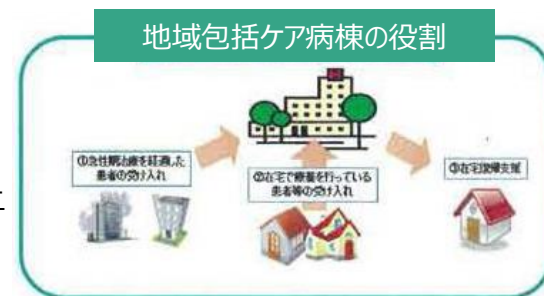 地域包括ケア病棟の役割
①急性期治療を経過した
患者の受け入れ
②在宅で療養を行っている
患者等の受け入れ
③在宅復帰支援